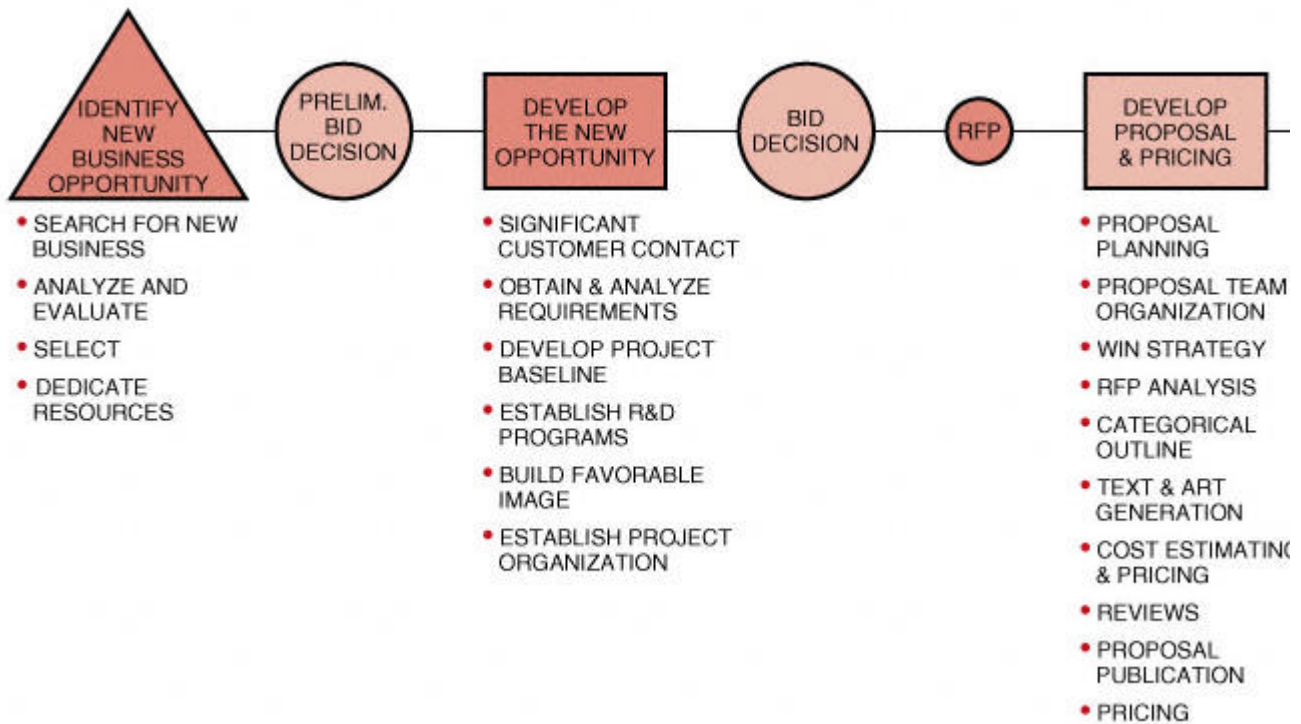 IDENTIFY
NEW
BUSINESS
OPPORTUNITY
PRELIM.
BID
DECISION
DEVELOP
THE NEW
OPPORTUNITY
BID
DECISION
RFP
DEVELOP
PROPOSAL
& PRICING
• SEARCH FOR NEW
BUSINESS
• ANALYZE AND
EVALUATE
• SELECT
• DEDICATE
RESOURCES
• SIGNIFICANT
CUSTOMER CONTACT
• OBTAIN & ANALYZE
REQUIREMENTS
• DEVELOP PROJECT
BASELINE
• ESTABLISH R&D
PROGRAMS
• BUILD FAVORABLE
IMAGE
• ESTABLISH PROJECT
ORGANIZATION
• PROPOSAL
PLANNING
• PROPOSAL TEAM
ORGANIZATION
• WIN STRATEGY
• RFP ANALYSIS
• CATEGORICAL
OUTLINE
• TEXT & ART
GENERATION
• COST ESTIMATING
& PRICING
• REVIEWS
• PROPOSAL
PUBLICATION
• PRICING